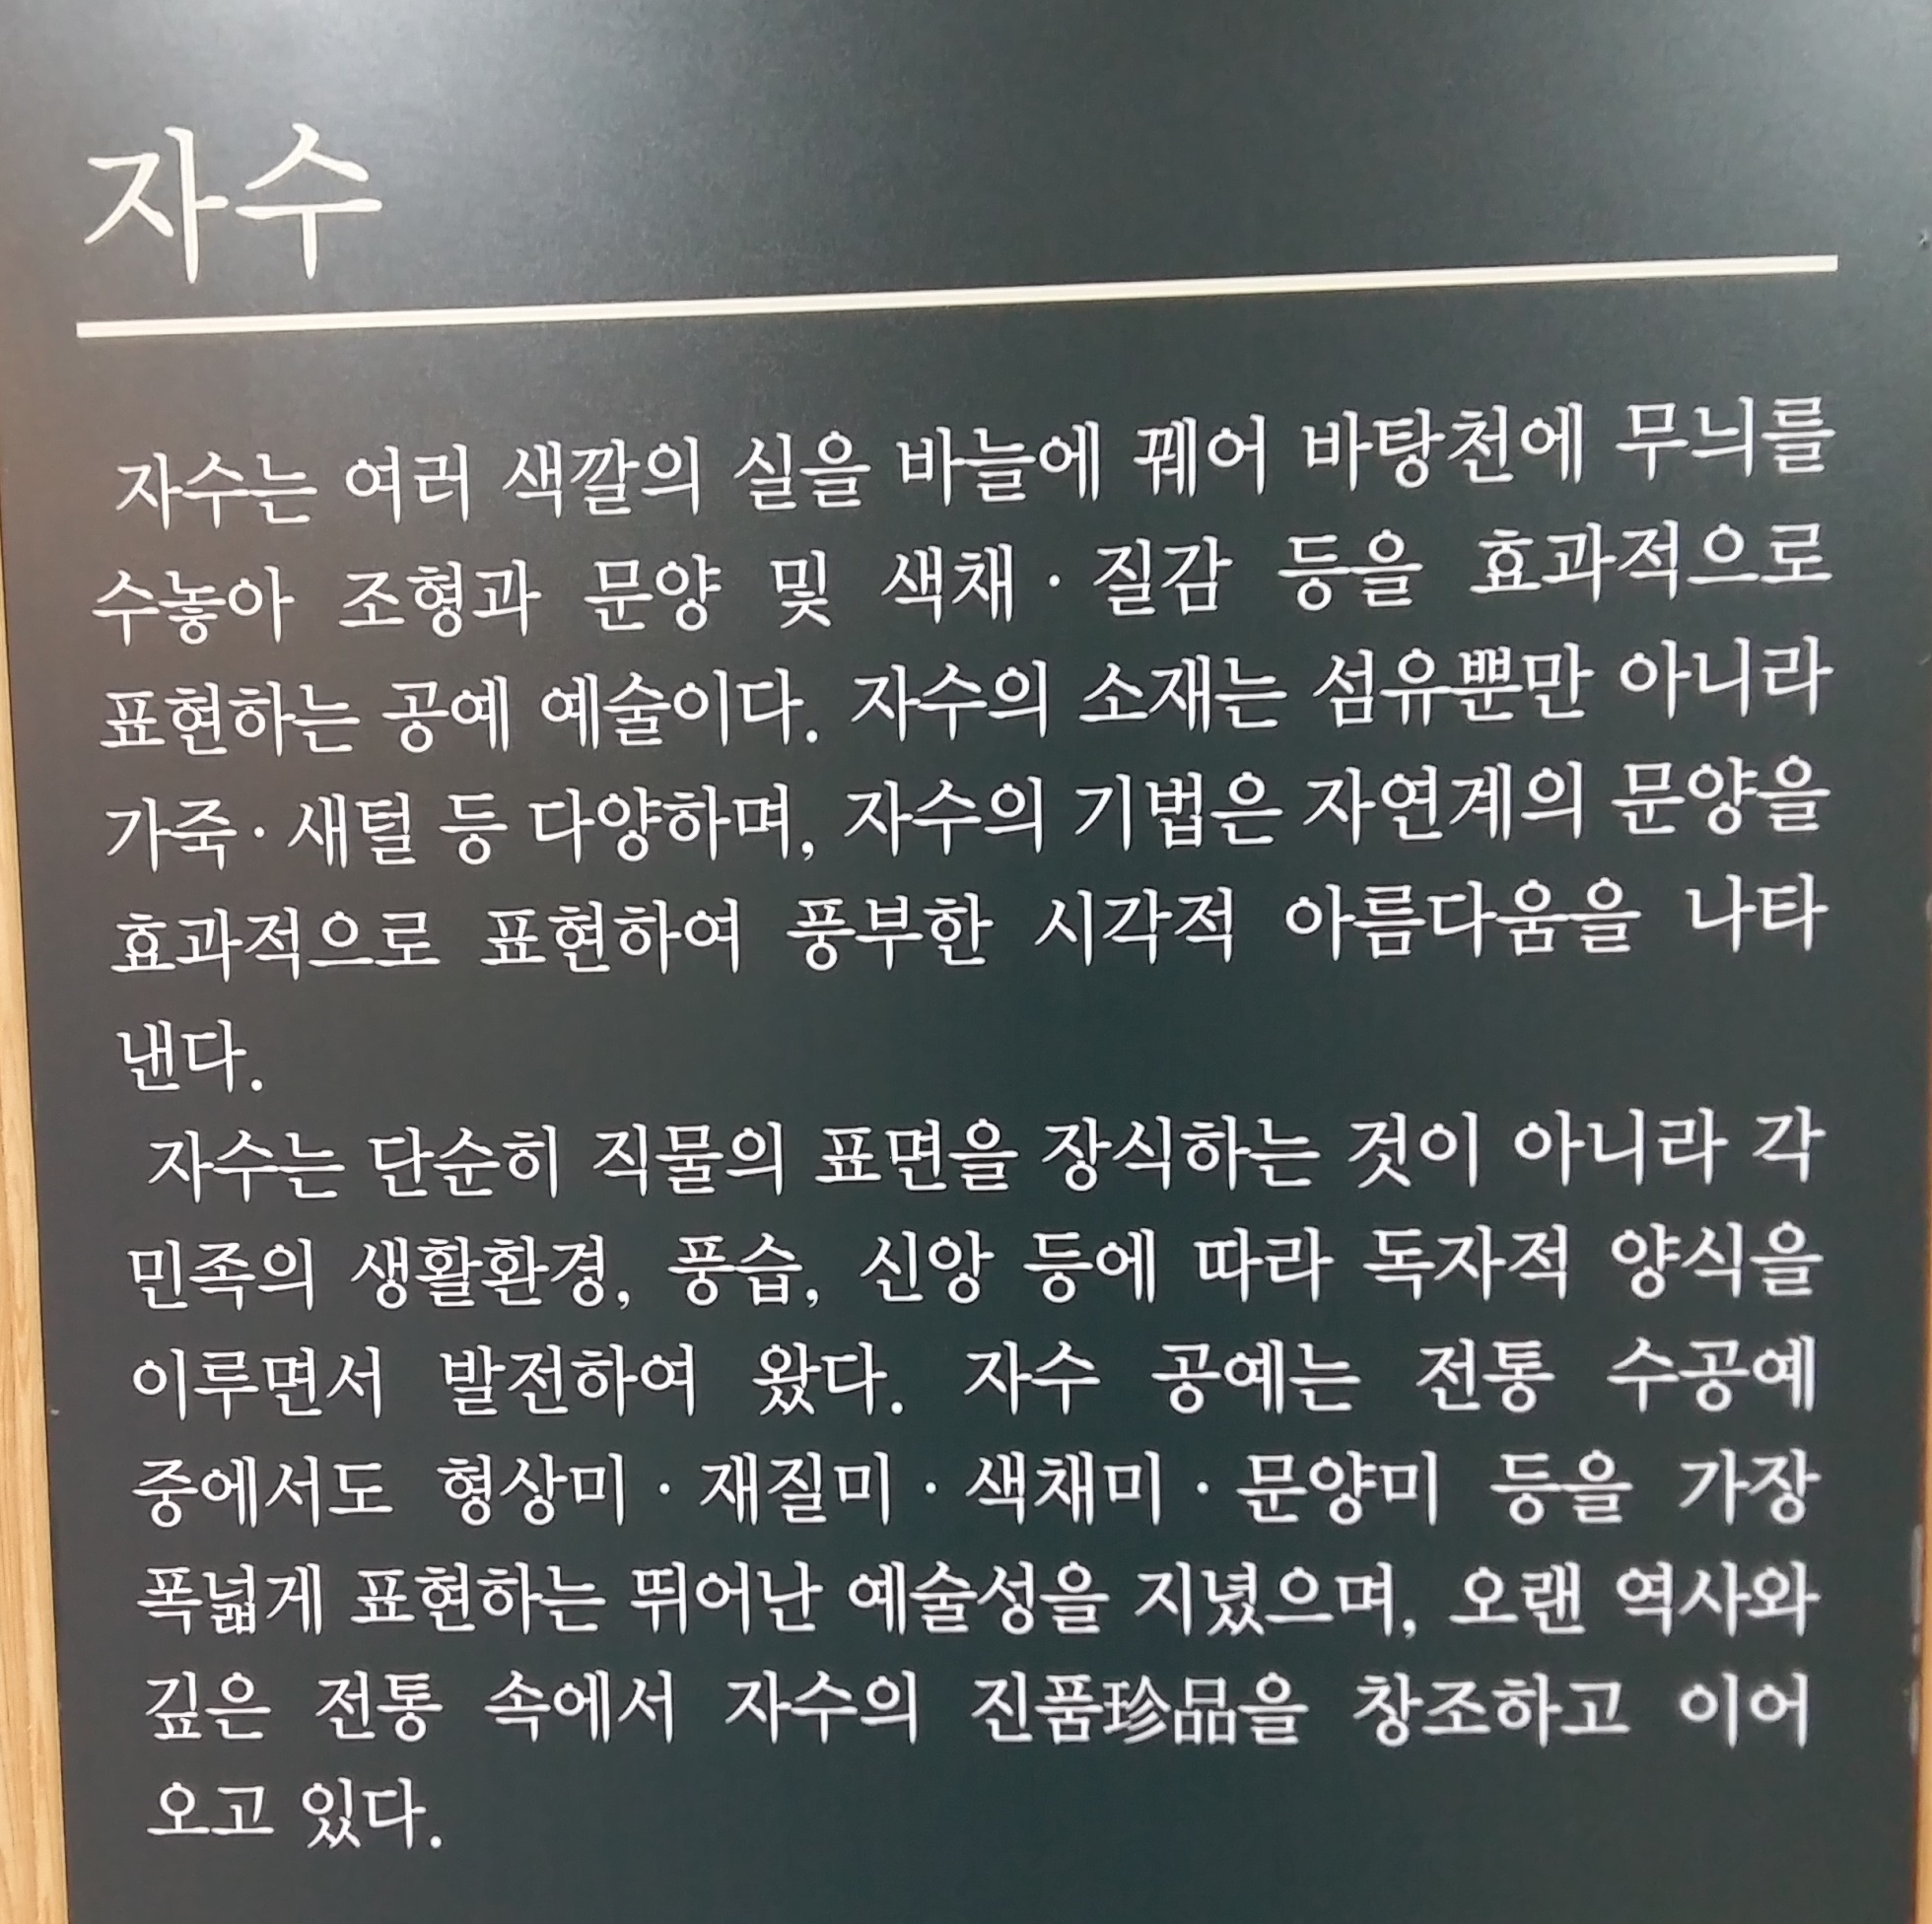 자수
자수는 여러 색깔의 실을 바늘에 꿰어 바탕천에 무늬를
수놓아 조형과 문양 및 색채·질감 등을 효과적으로
표현하는 공예 예술이다. 자수의 소재는 섬유뿐만 아니라
가죽·새털 등 다양하며, 자수의 기법은 자연계의 문양을
효과적으로 표현하여 풍부한 시각적 아름다움을 나타
낸다.
자수는 단순히 직물의 표면을 장식하는 것이 아니라 각
민족의 생활환경, 풍습, 신앙 등에 따라 독자적 양식을
이루면서 발전하여 왔다. 자수 공예는 전통 수공예
중에서도 형상미·재질미·색채미·문양미 등을 가장
폭넓게 표현하는 뛰어난 예술성을 지녔으며, 오랜 역사와
깊은 전통 속에서 자수의 진품珍品을 창조하고 이어
오고 있다.